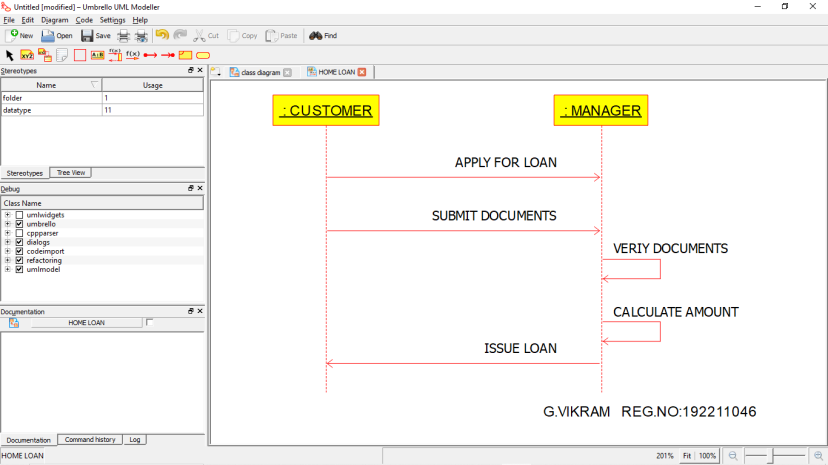 Untitled [modified] – Umbrello UML Modeller
File Edit Diagram Code Settings Help
New Open Save Undo Cut Copy Paste Find
XYZ A:B f(x) f(x)
Stereotypes
Name Usage
folder 1
datatype 11
Stereotypes Tree View
Debug
Class Name
umlwidgets
umbrello
cppparser
dialogs
codeimport
refactoring
umlmodel
Documentation
HOME LOAN
Documentation Command history Log
HOME LOAN
class diagram HOME LOAN
: CUSTOMER : MANAGER
APPLY FOR LOAN
SUBMIT DOCUMENTS
VERIY DOCUMENTS
CALCULATE AMOUNT
ISSUE LOAN
G.VIKRAM REG.NO:192211046
201% Fit 100%